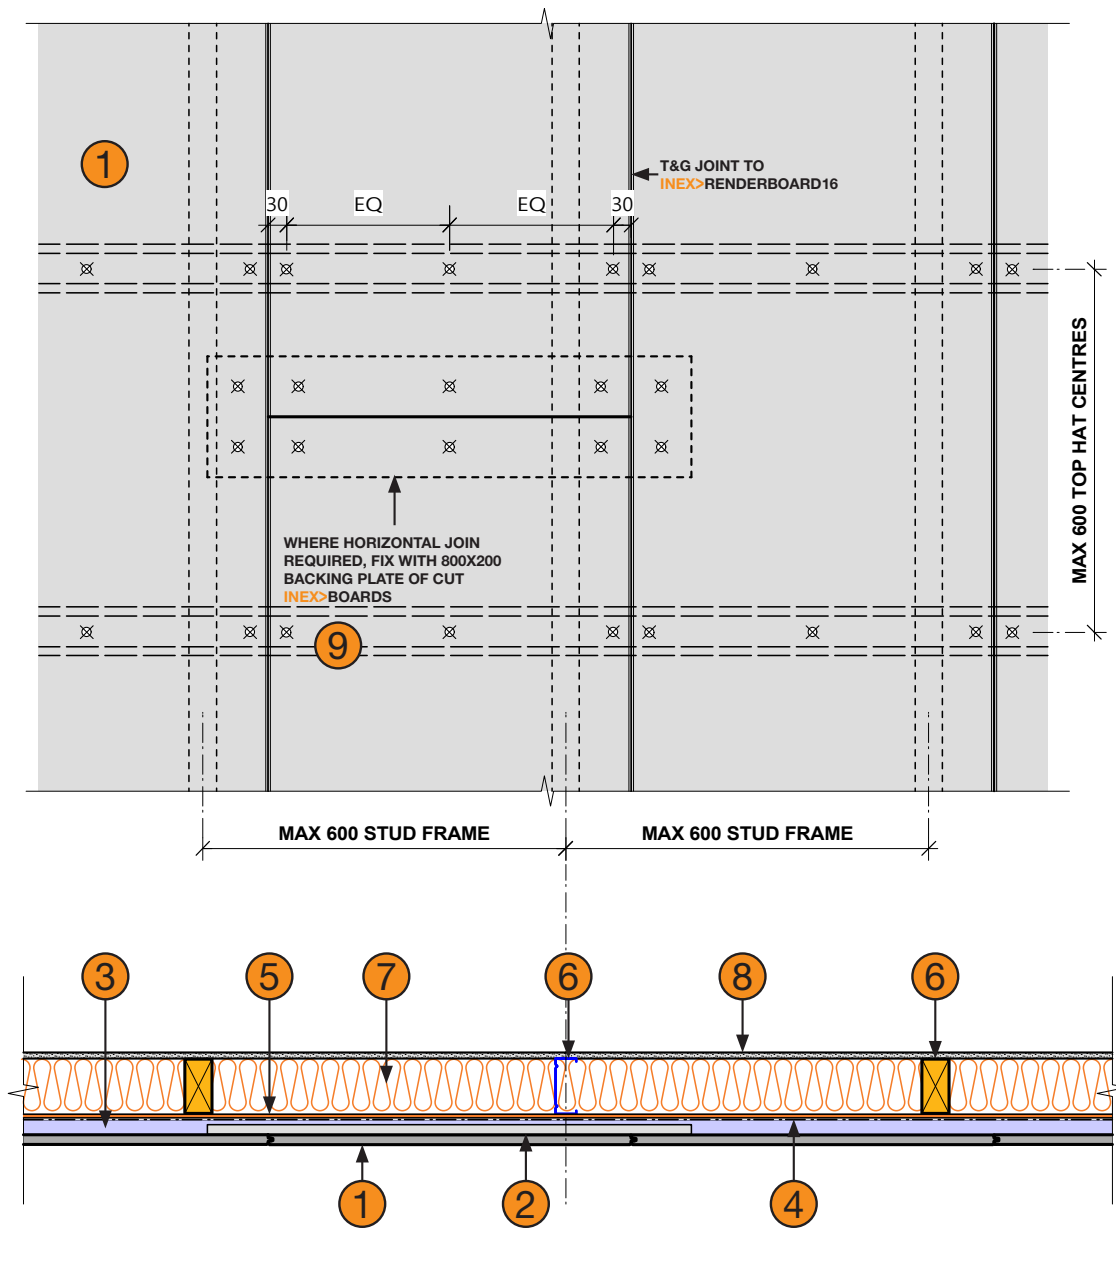 1
T&G JOINT TO
INEX>RENDERBOARD16
30
EQ
EQ
30
MAX 600 TOP HAT CENTRES
WHERE HORIZONTAL JOIN
REQUIRED, FIX WITH 800X200
BACKING PLATE OF CUT
INEX>BOARDS
9
MAX 600 STUD FRAME
MAX 600 STUD FRAME
3
5
7
6
8
6
1
2
4